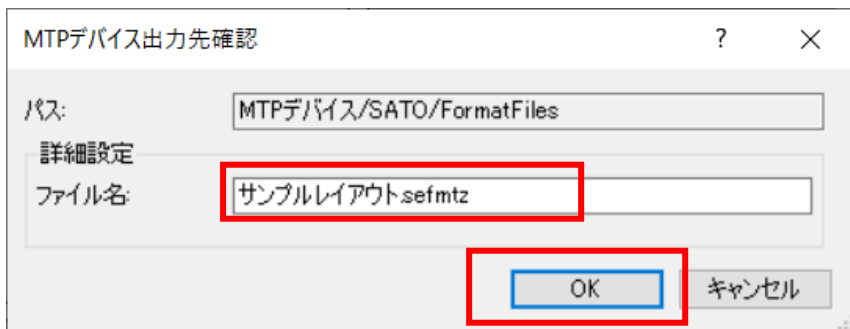 MTPデバイス出力先確認 ? ×
パス: MTPデバイス/SATO/FormatFiles
詳細設定
ファイル名: サンプルレイアウト.sefmtz
OK キャンセル